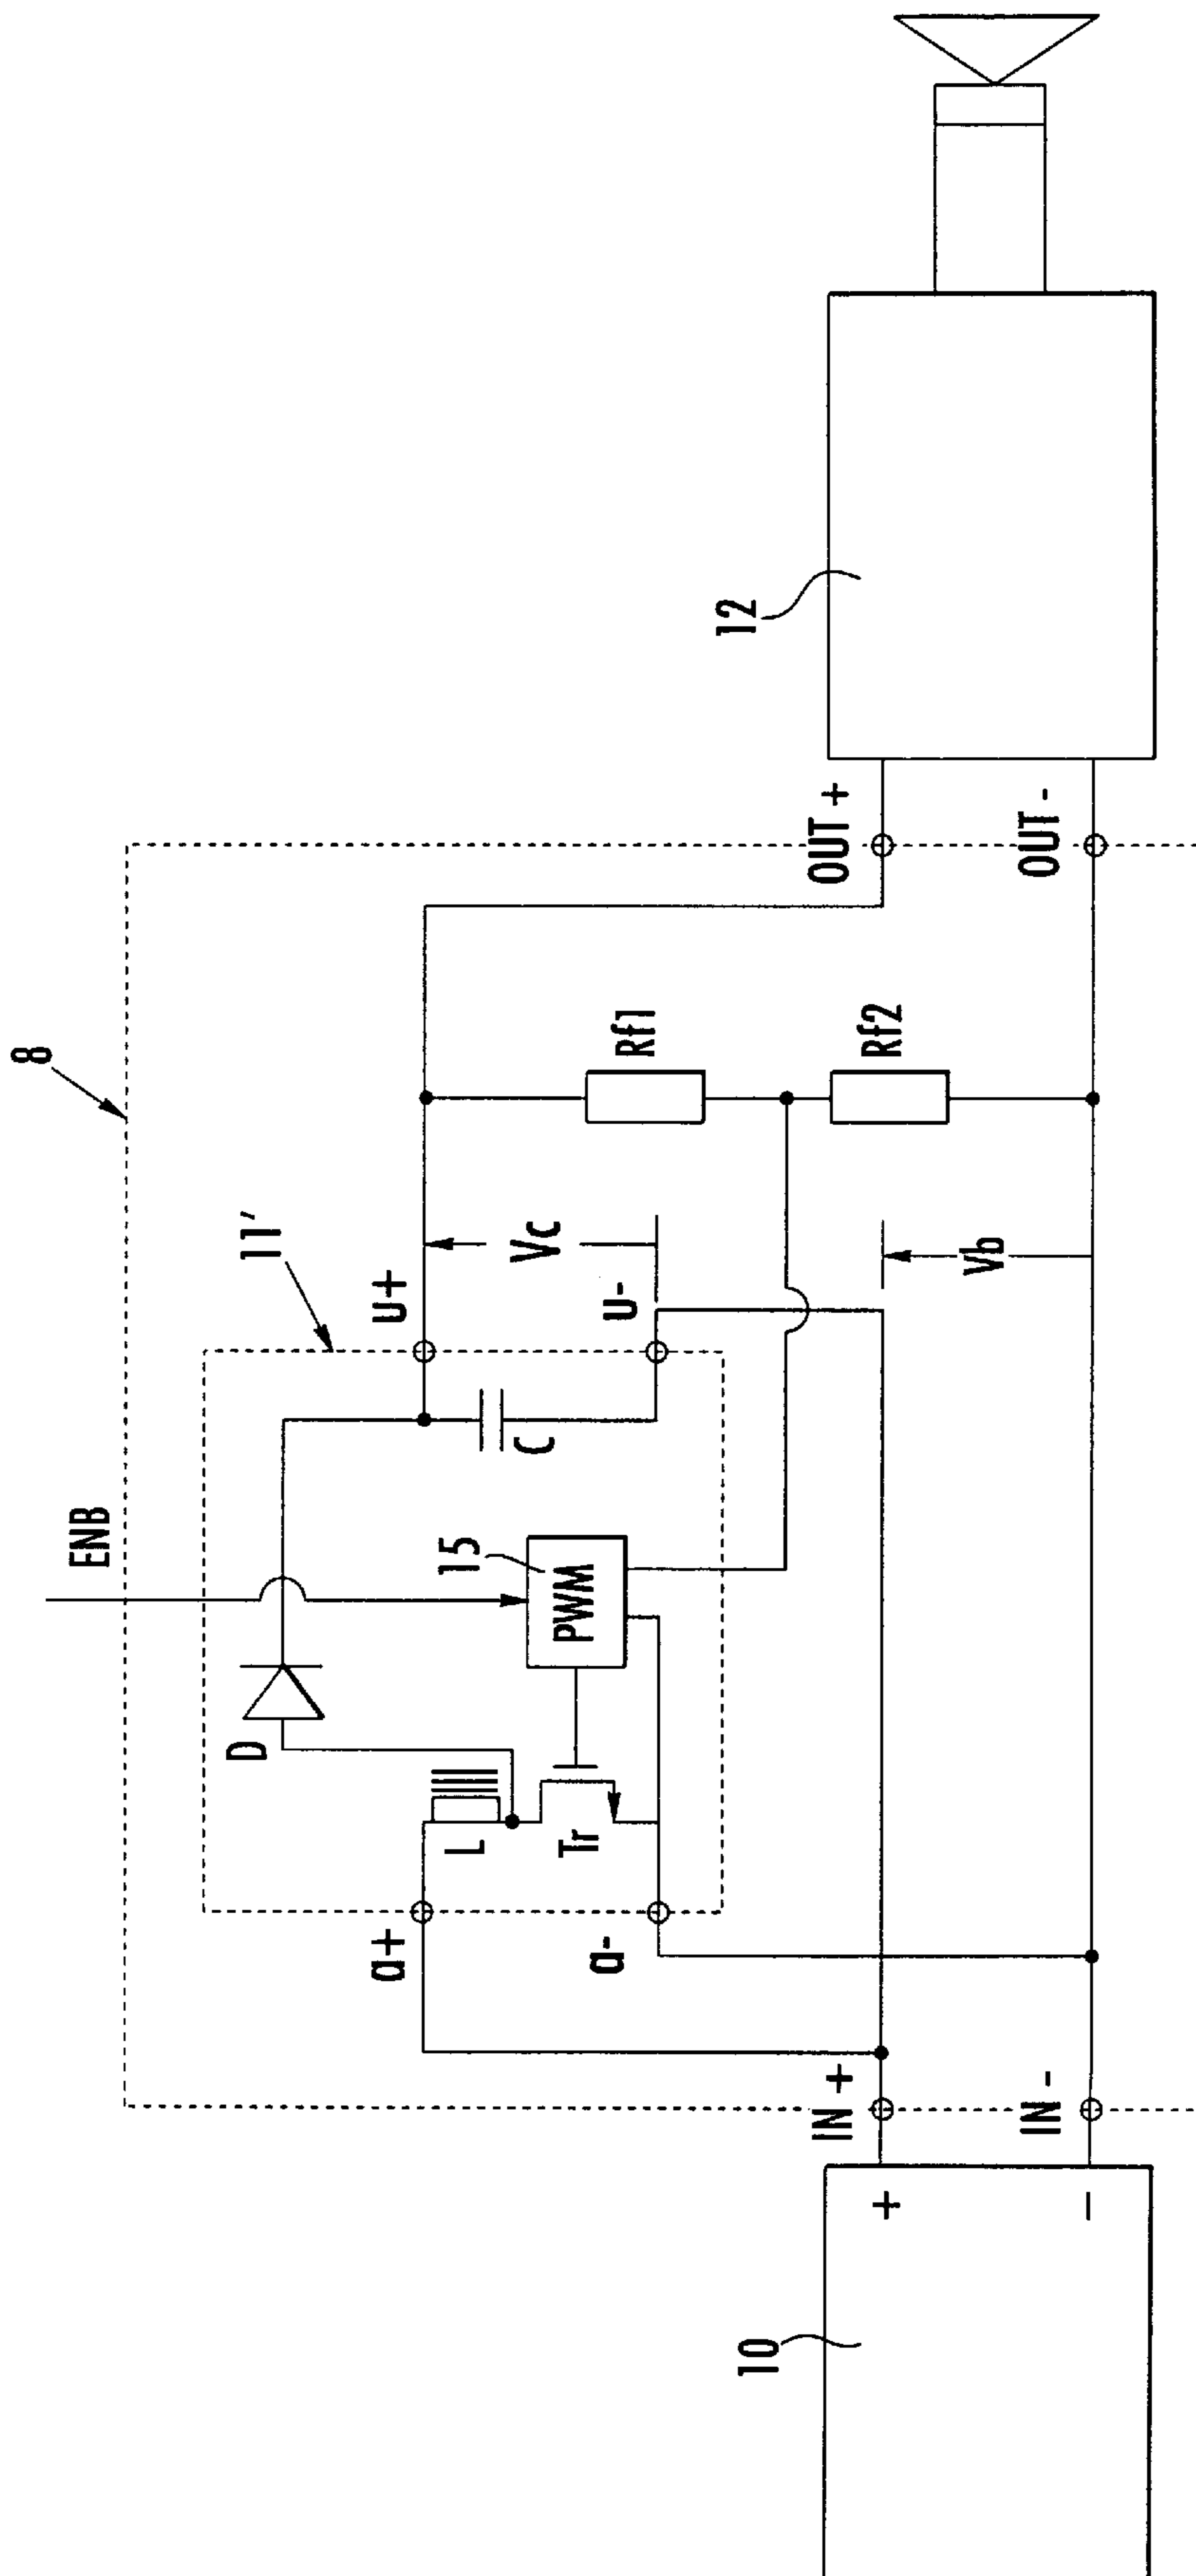 8
ENB
11′
D
u+
a+
L
C
Vc
15
PWM
Tr
Rf1
a-
u-
12
Rf2
10
IN +
Vb
OUT +
+
IN -
OUT -
−